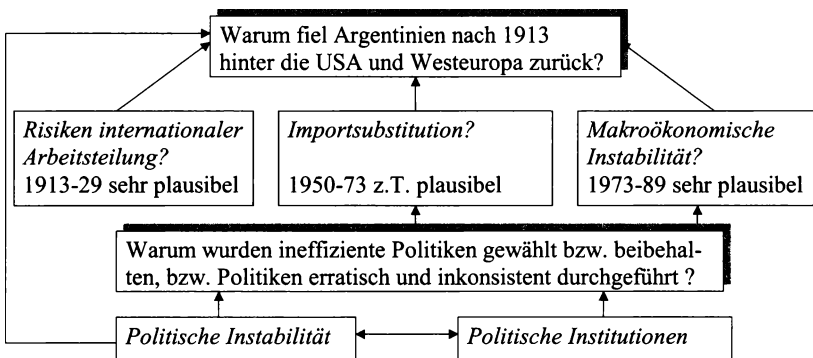 Warum fiel Argentinien nach 1913
hinter die USA und Westeuropa zurück?
Risiken internationaler
Arbeitsteilung?
1913-29 sehr plausibel
Importsubstitution?
1950-73 z.T. plausibel
Makroökonomische
Instabilität?
1973-89 sehr plausibel
Warum wurden ineffiziente Politiken gewählt bzw. beibehal-
ten, bzw. Politiken erratisch und inkonsistent durchgeführt ?
Politische Instabilität
Politische Institutionen